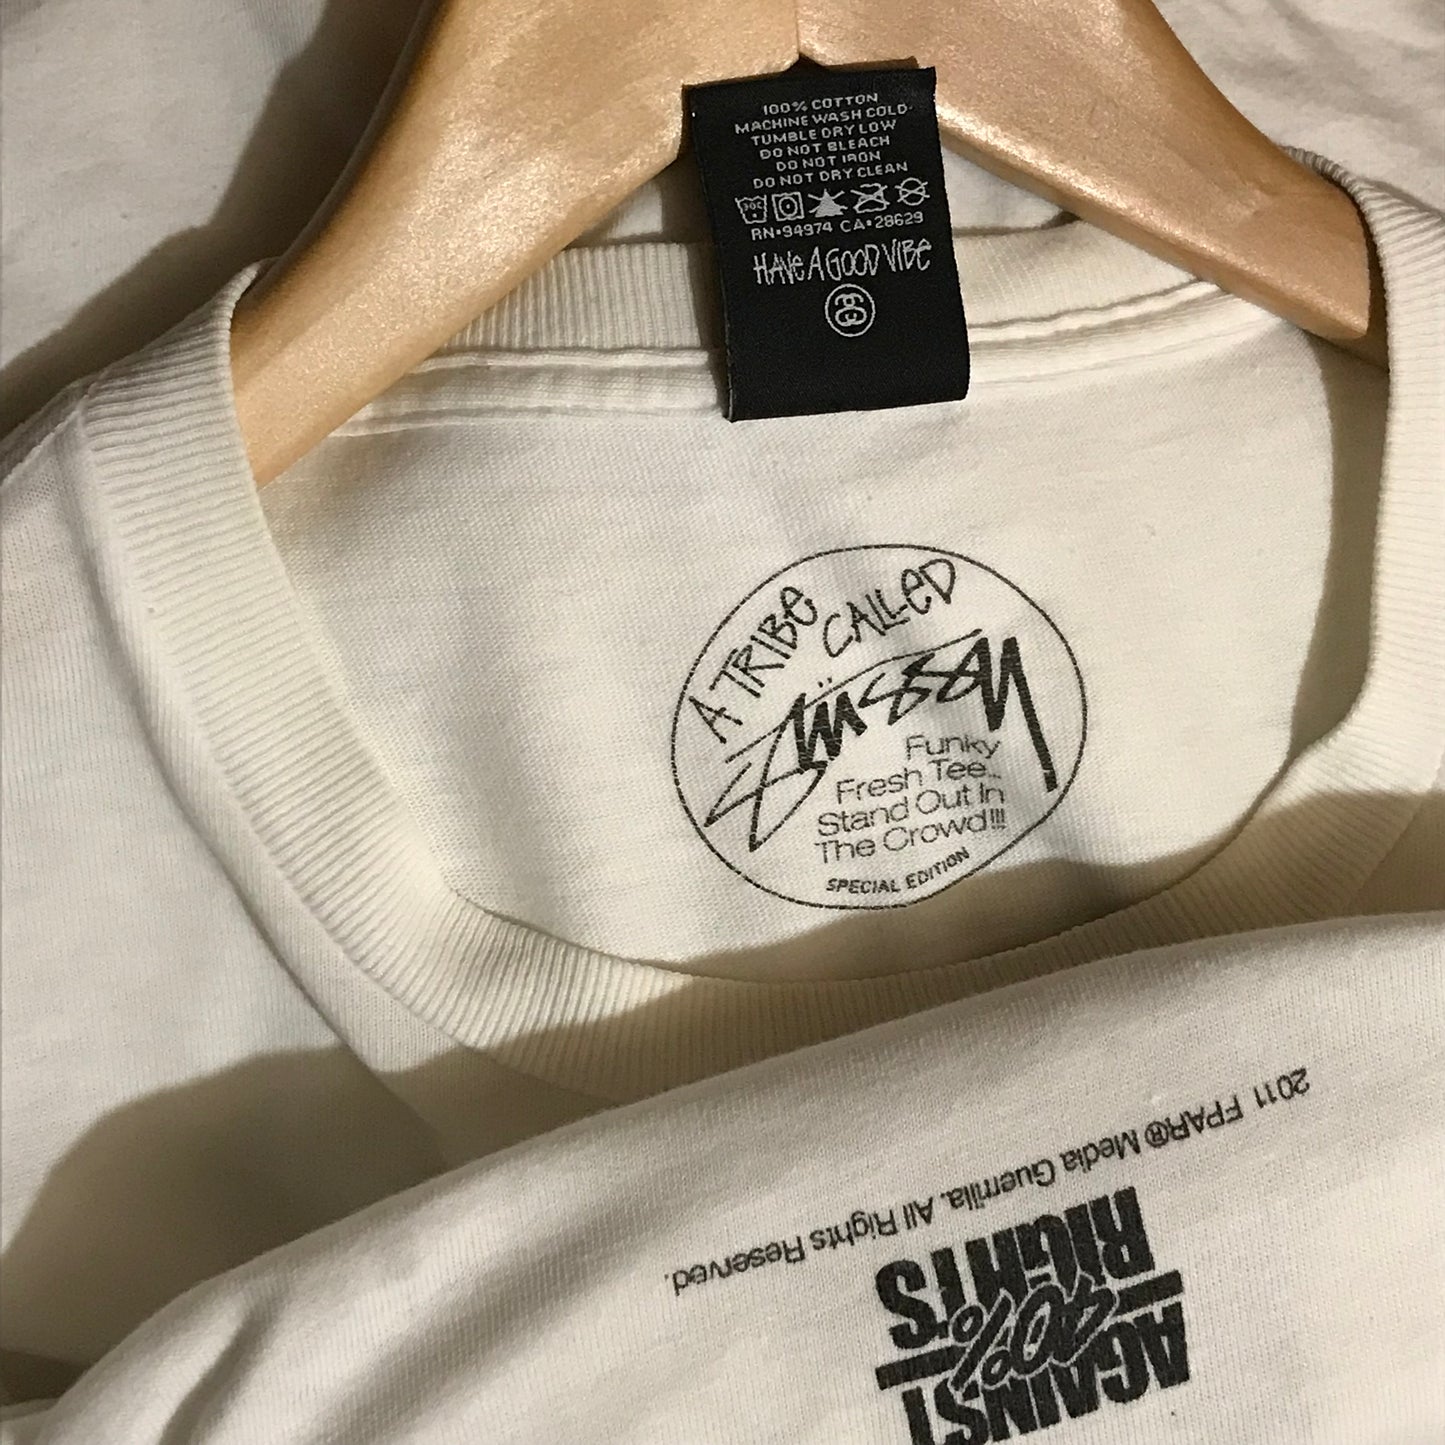 100% COTTON
MACHINE WASH COLD
TUMBLE DRY LOW
DO NOT BLEACH
DO NOT IRON
DO NOT DRY CLEAN
30C
RN•94974 CA•28629
HAVE A GOOD VIBE
A TRIBE CALLED
Stüssy
Funky
Fresh Tee...
Stand Out In
The Crowd!!!
SPECIAL EDITION
2011 FPAR® Media Guerrilla. All Rights Reserved.
AGAINST
40%
RIGHTS